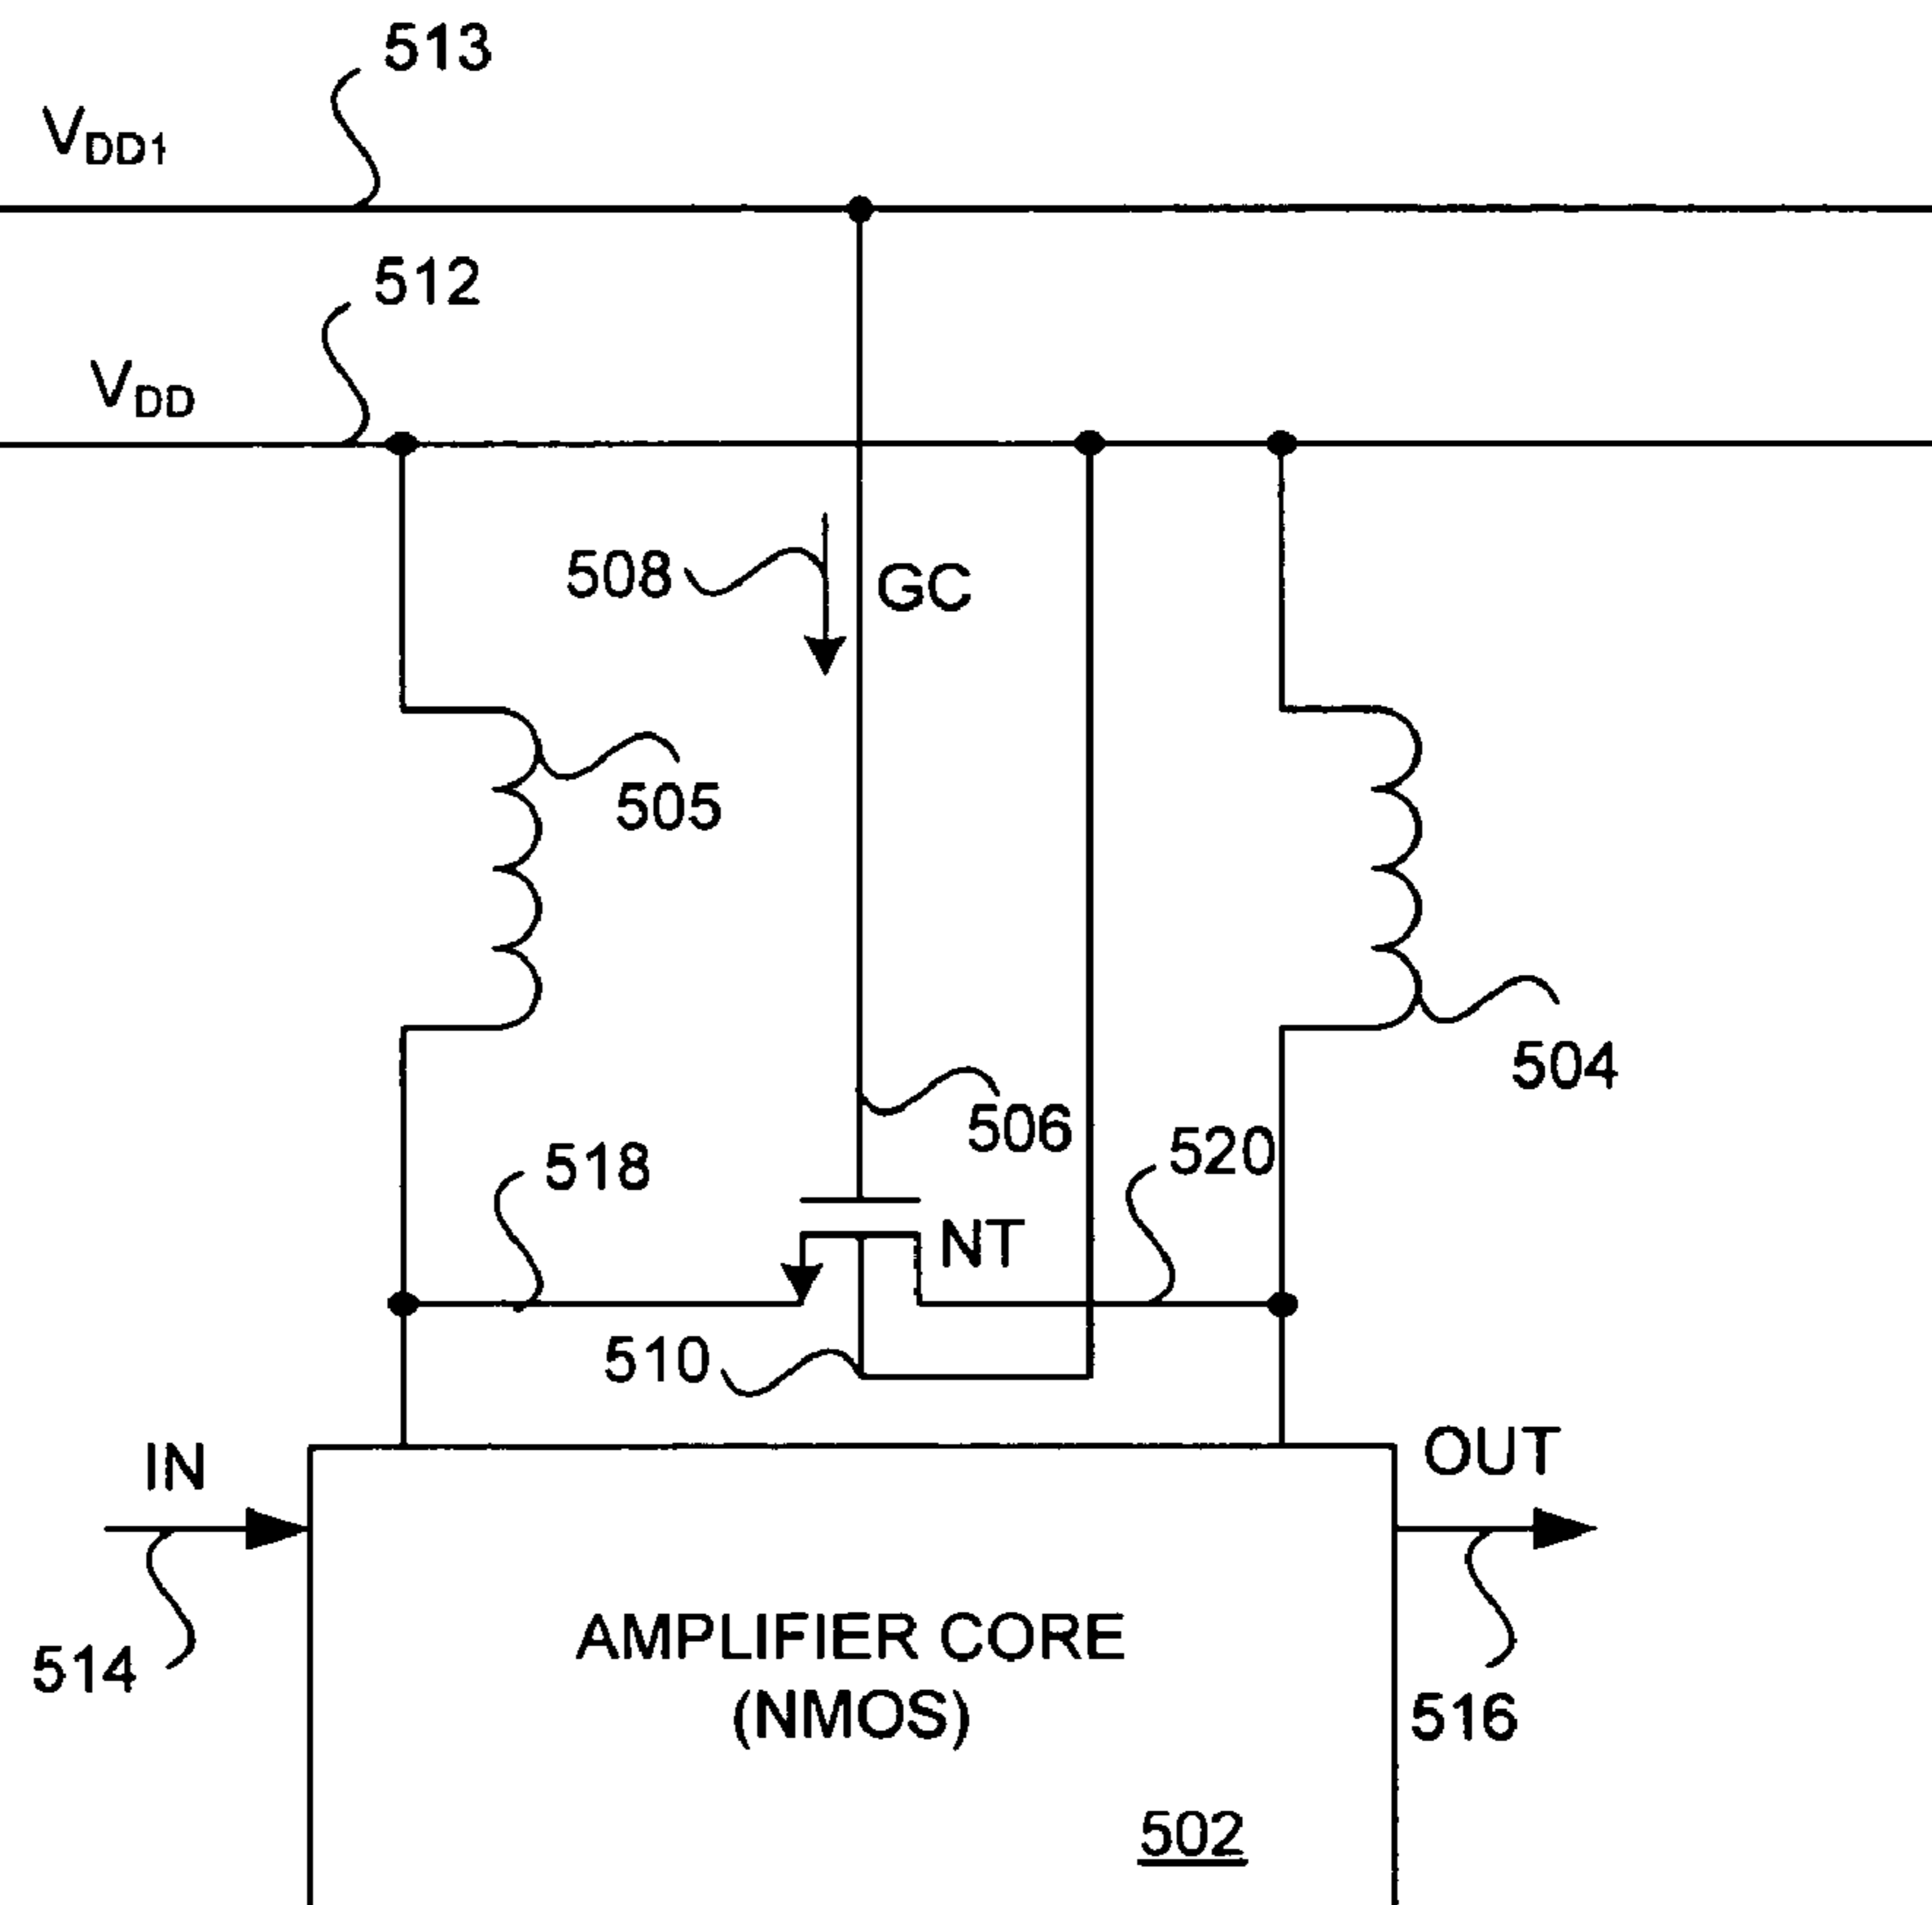 513
VDD1
512
VDD
508
GC
505
504
506
520
518
NT
510
IN
OUT
AMPLIFIER CORE
514
(NMOS)
516
502